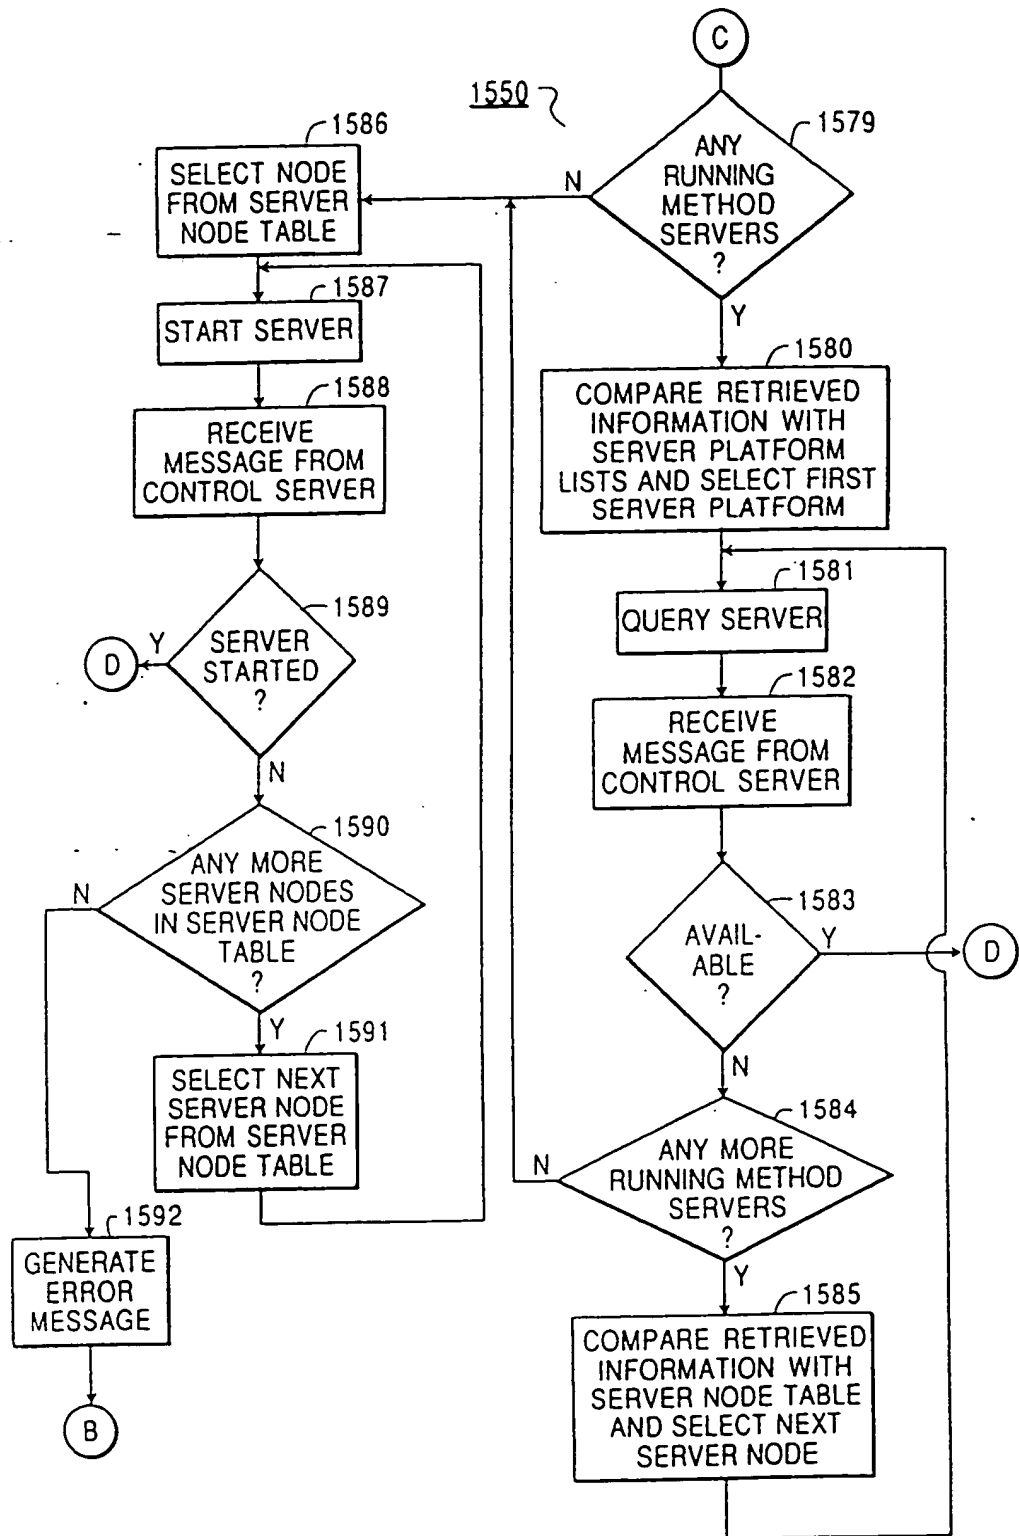 C
1550
1579
ANY
RUNNING
METHOD
SERVERS
?
N
Y
1586
SELECT NODE
FROM SERVER
NODE TABLE
1587
START SERVER
1588
RECEIVE
MESSAGE FROM
CONTROL SERVER
1589
SERVER
STARTED
?
Y
D
N
1590
ANY MORE
SERVER NODES
IN SERVER NODE
TABLE
?
N
Y
1591
SELECT NEXT
SERVER NODE
FROM SERVER
NODE TABLE
1592
GENERATE
ERROR
MESSAGE
B
1580
COMPARE RETRIEVED
INFORMATION WITH
SERVER PLATFORM
LISTS AND SELECT FIRST
SERVER PLATFORM
1581
QUERY SERVER
1582
RECEIVE
MESSAGE FROM
CONTROL SERVER
1583
AVAIL-
ABLE
?
Y
D
N
1584
ANY MORE
RUNNING METHOD
SERVERS
?
N
Y
1585
COMPARE RETRIEVED
INFORMATION WITH
SERVER NODE TABLE
AND SELECT NEXT
SERVER NODE